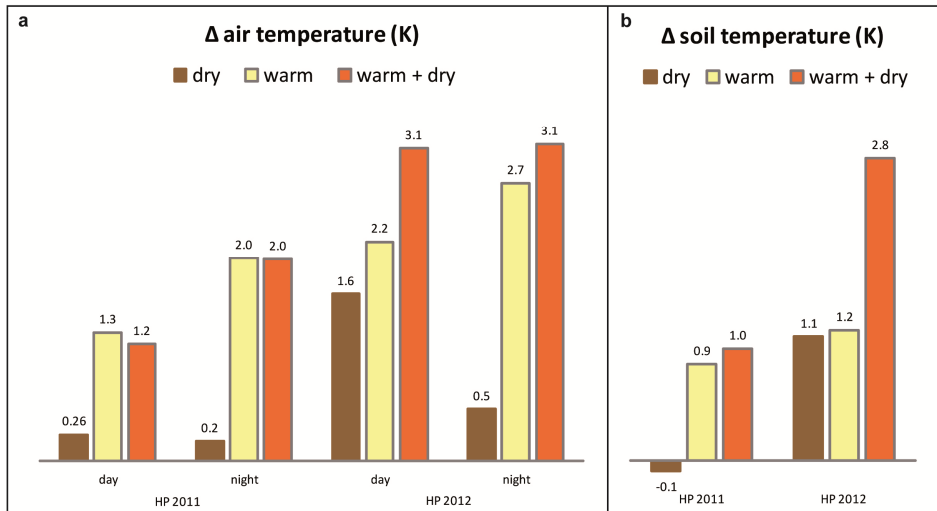 a
Δ air temperature (K)
dry warm warm + dry
0.26
1.3
1.2
0.2
2.0
2.0
1.6
2.2
3.1
0.5
2.7
3.1
day night day night
HP 2011 HP 2012
b
Δ soil temperature (K)
dry warm warm + dry
-0.1
0.9
1.0
1.1
1.2
2.8
HP 2011 HP 2012